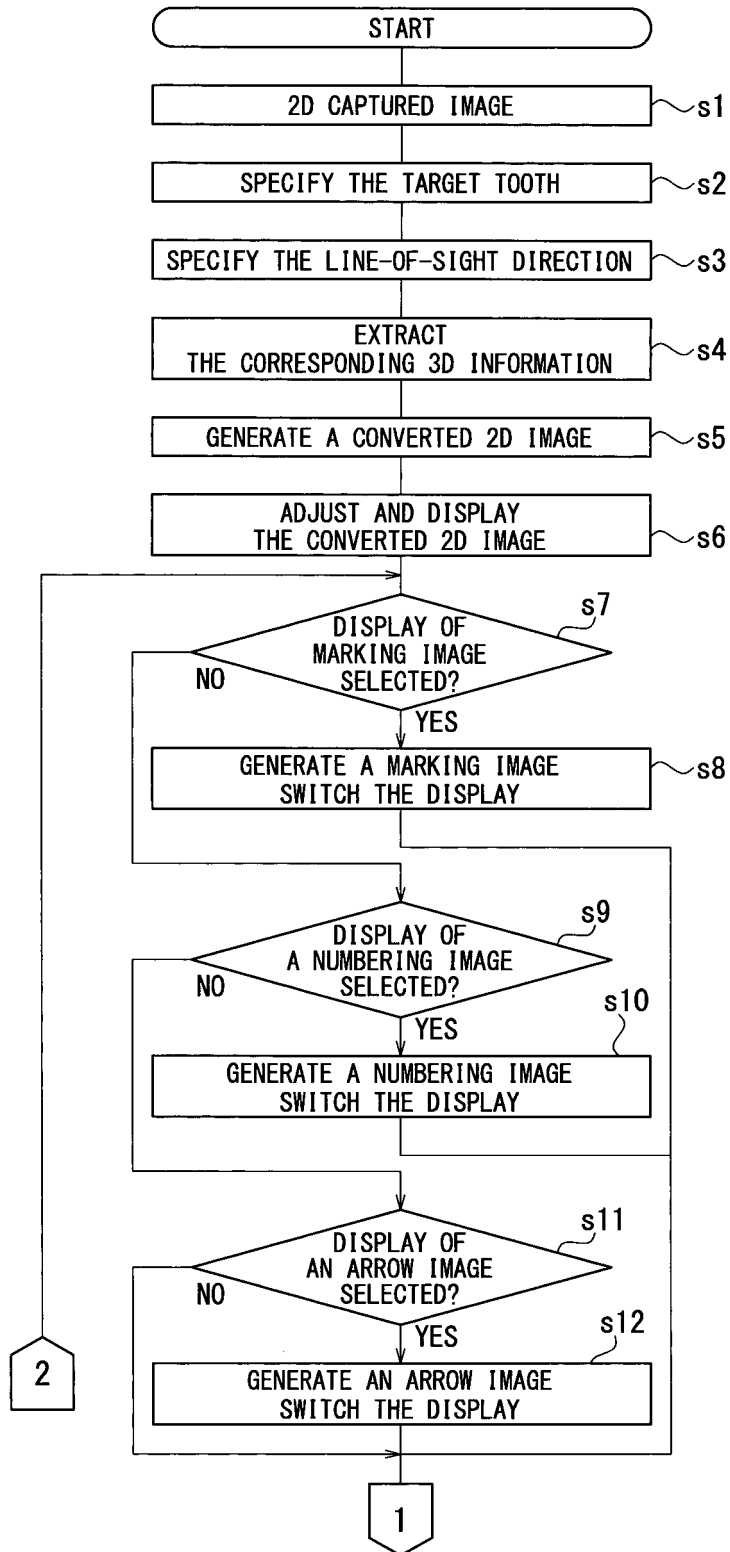 START
2D CAPTURED IMAGE
s1
SPECIFY THE TARGET TOOTH
s2
SPECIFY THE LINE-OF-SIGHT DIRECTION
s3
EXTRACT
THE CORRESPONDING 3D INFORMATION
s4
GENERATE A CONVERTED 2D IMAGE
s5
ADJUST AND DISPLAY
THE CONVERTED 2D IMAGE
s6
s7
DISPLAY OF
MARKING IMAGE
SELECTED?
NO
YES
GENERATE A MARKING IMAGE
SWITCH THE DISPLAY
s8
s9
DISPLAY OF
A NUMBERING IMAGE
SELECTED?
NO
YES
s10
GENERATE A NUMBERING IMAGE
SWITCH THE DISPLAY
s11
DISPLAY OF
AN ARROW IMAGE
SELECTED?
NO
YES
s12
GENERATE AN ARROW IMAGE
SWITCH THE DISPLAY
2
1